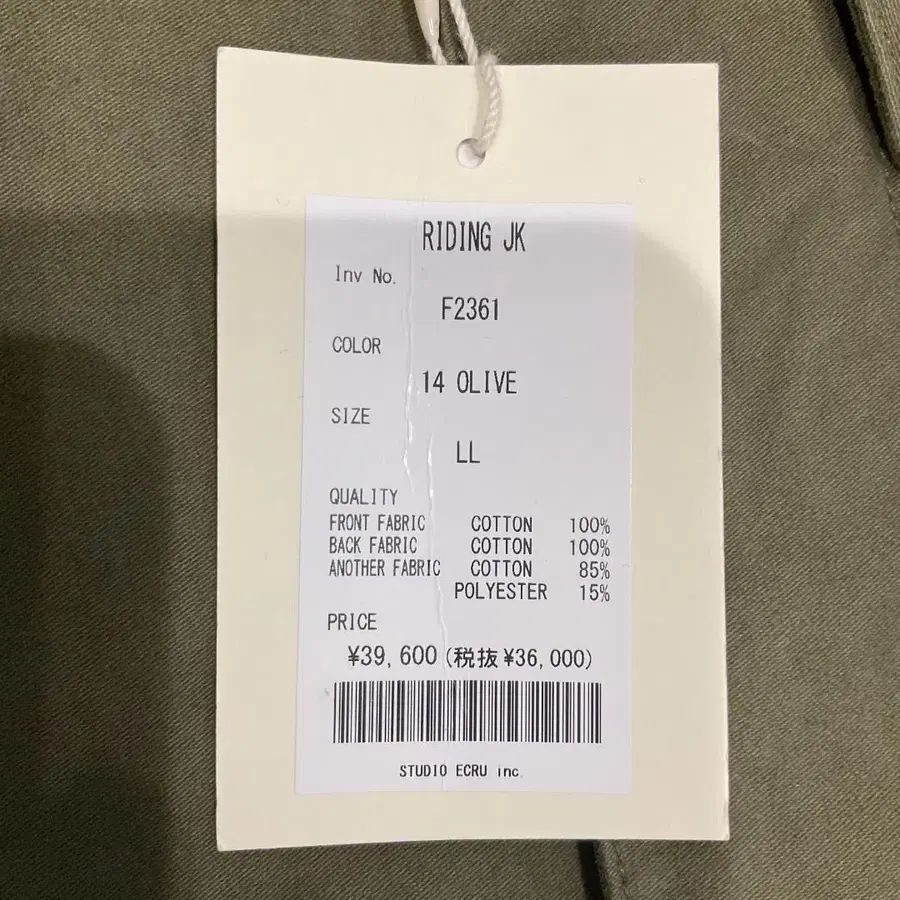 RIDING JK
Inv No.
F2361
COLOR
14 OLIVE
SIZE
LL
QUALITY
FRONT FABRIC COTTON 100%
BACK FABRIC COTTON 100%
ANOTHER FABRIC COTTON 85%
POLYESTER 15%
PRICE
¥39,600(税抜¥36,000)
STUDIO ECRU inc.